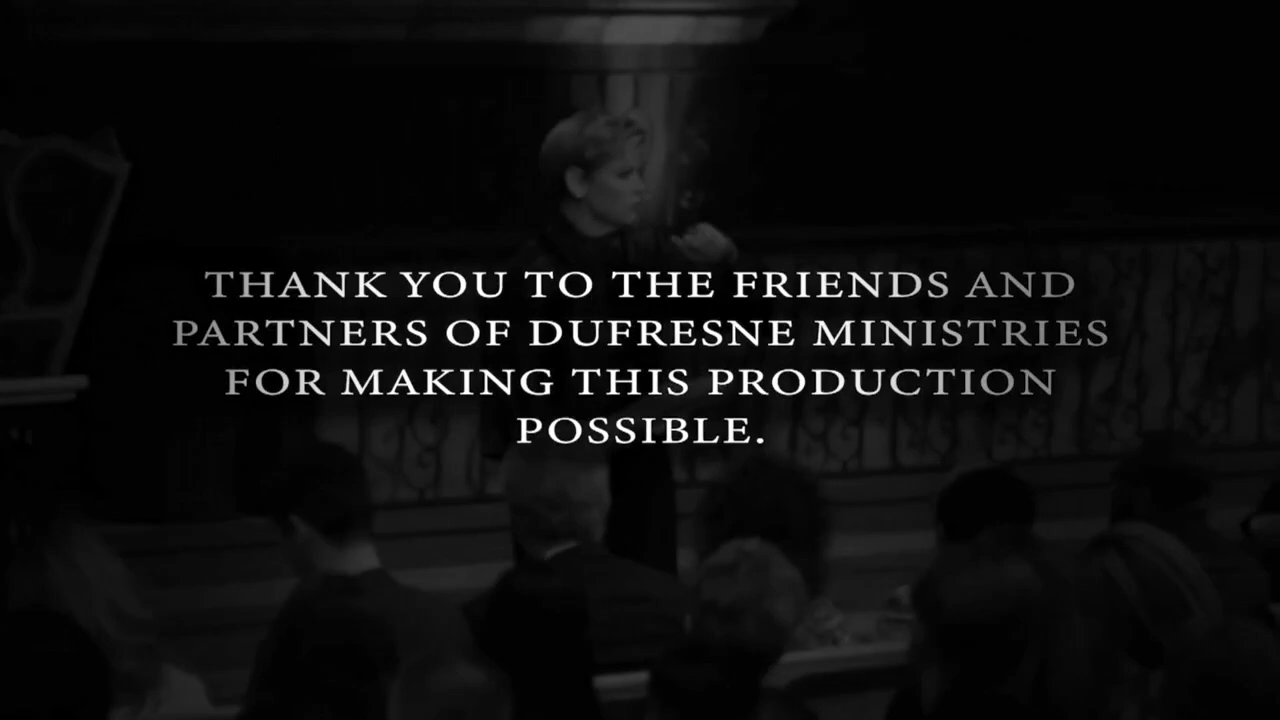 THANK YOU TO THE FRIENDS AND
PARTNERS OF DUFRESNE MINISTRIES
FOR MAKING THIS PRODUCTION
POSSIBLE.